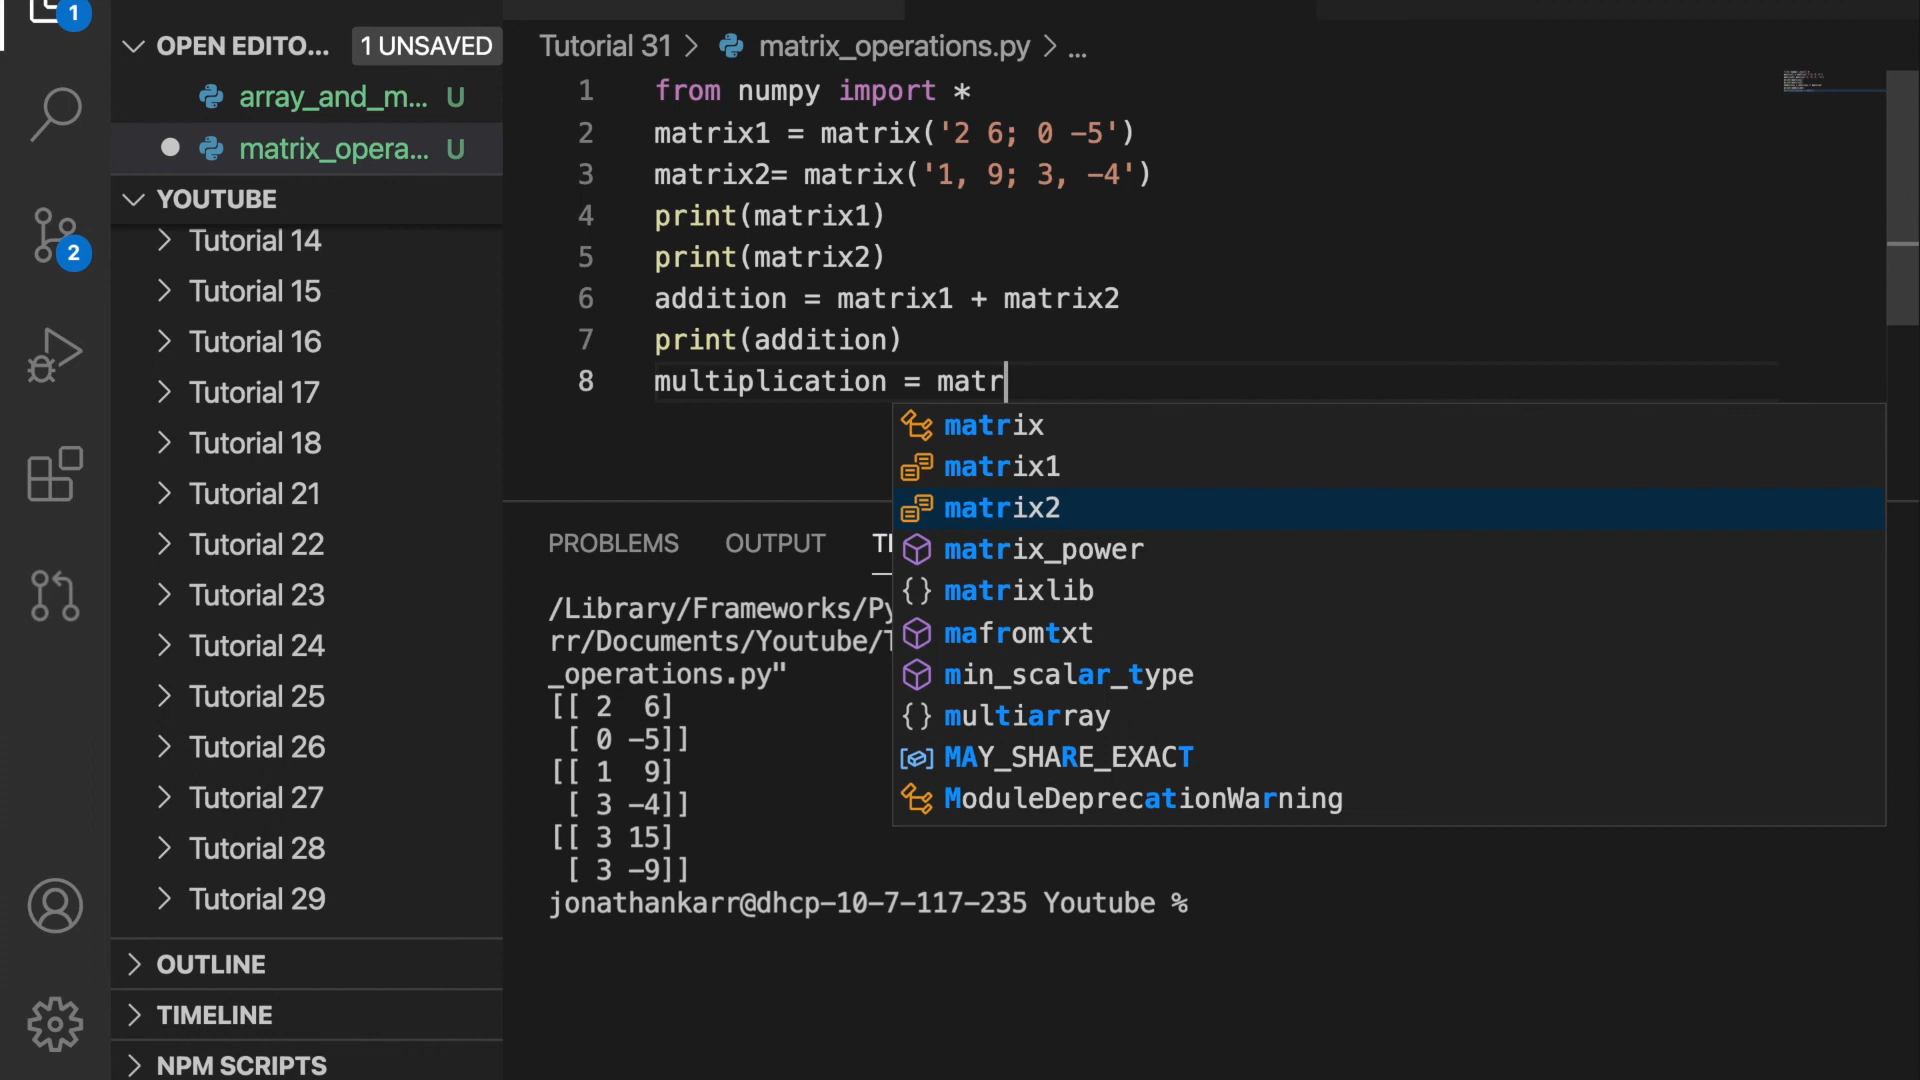 1
OPEN EDITO... 1 UNSAVED
array_and_m... U
matrix_opera... U
YOUTUBE
Tutorial 14
Tutorial 15
Tutorial 16
Tutorial 17
Tutorial 18
Tutorial 21
Tutorial 22
Tutorial 23
Tutorial 24
Tutorial 25
Tutorial 26
Tutorial 27
Tutorial 28
Tutorial 29
OUTLINE
TIMELINE
NPM SCRIPTS
2
Tutorial 31 > matrix_operations.py > ...
1 from numpy import *
2 matrix1 = matrix('2 6; 0 -5')
3 matrix2= matrix('1, 9; 3, -4')
4 print(matrix1)
5 print(matrix2)
6 addition = matrix1 + matrix2
7 print(addition)
8 multiplication = matr
matrix
matrix1
matrix2
matrix_power
matrixlib
mafromtxt
min_scalar_type
multiarray
MAY_SHARE_EXACT
ModuleDeprecationWarning
PROBLEMS OUTPUT
/Library/Frameworks/Py
rr/Documents/Youtube/T
_operations.py"
[[ 2  6]
 [ 0 -5]]
[[ 1  9]
 [ 3 -4]]
[[ 3 15]
 [ 3 -9]]
jonathankarr@dhcp-10-7-117-235 Youtube %